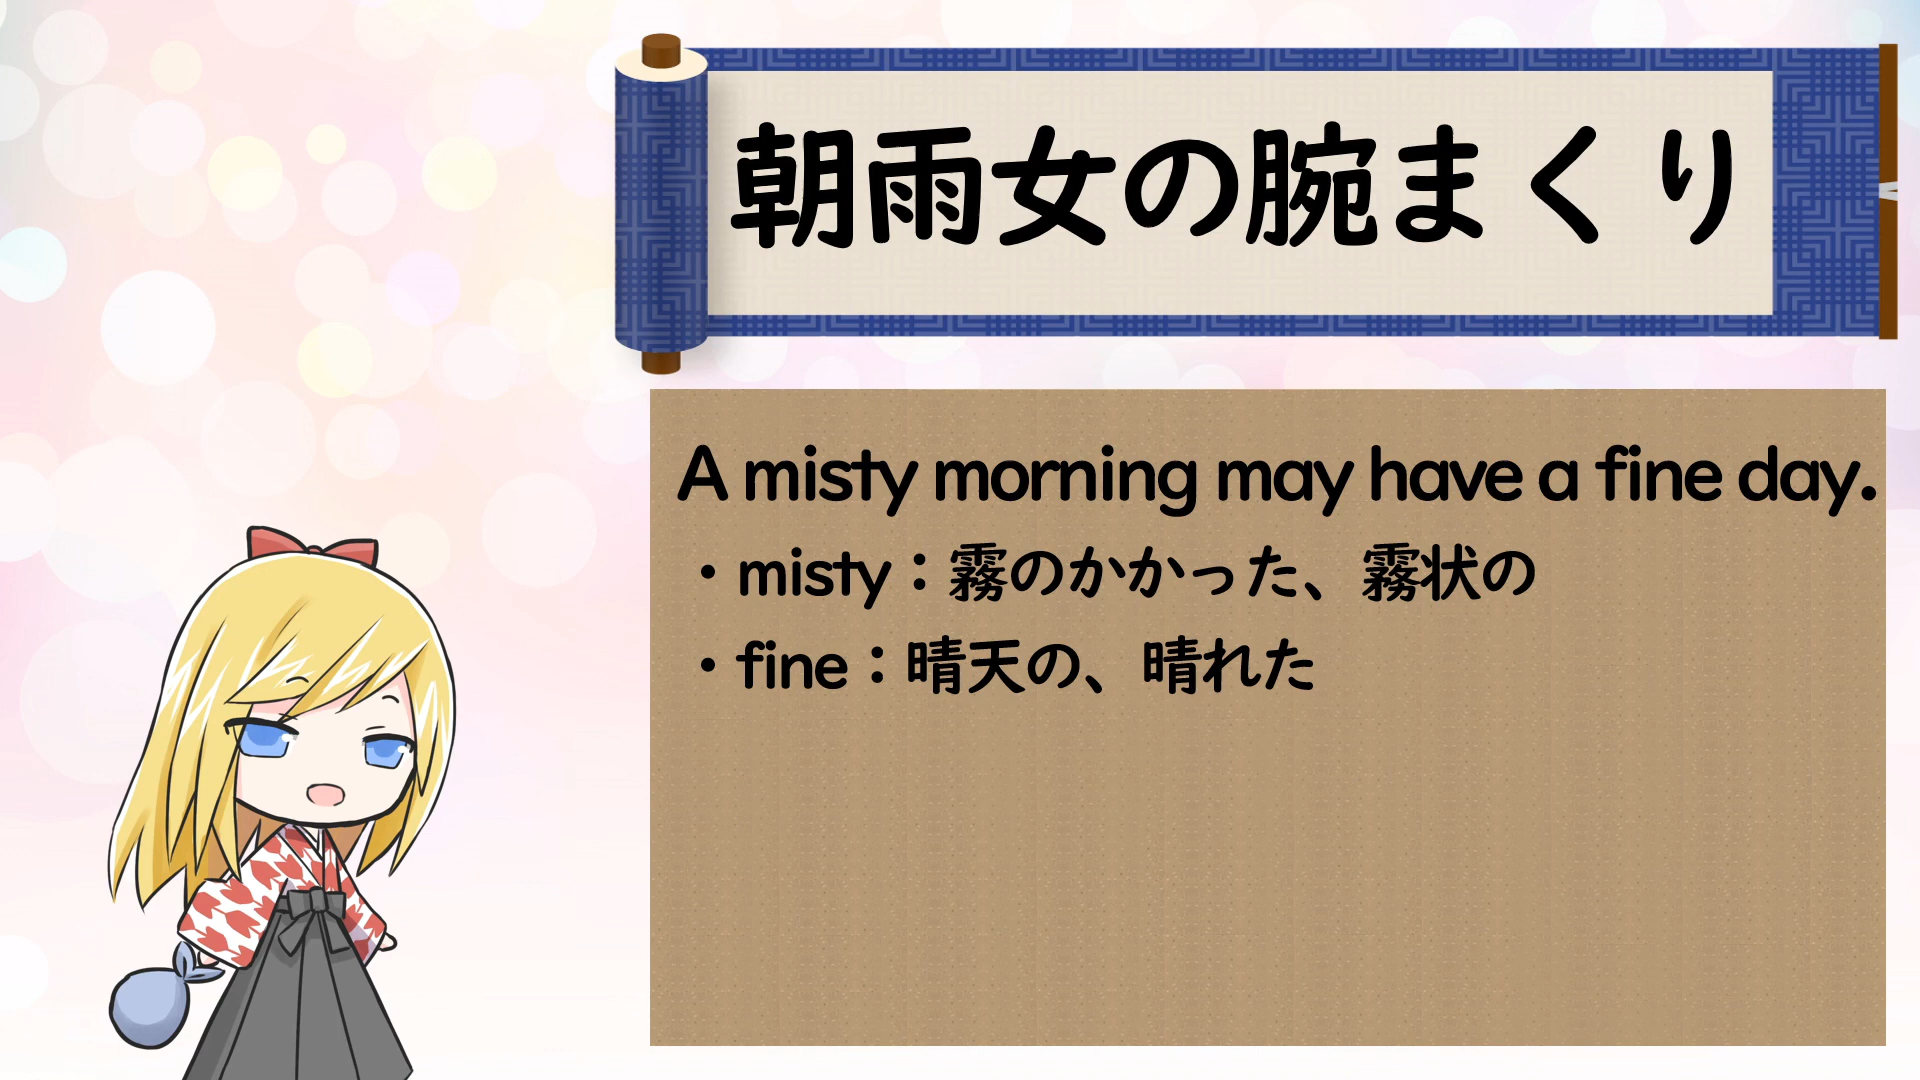 朝雨女の腕まくり
A misty morning may have a fine day.
・misty：霧のかかった、霧状の
・fine：晴天の、晴れた